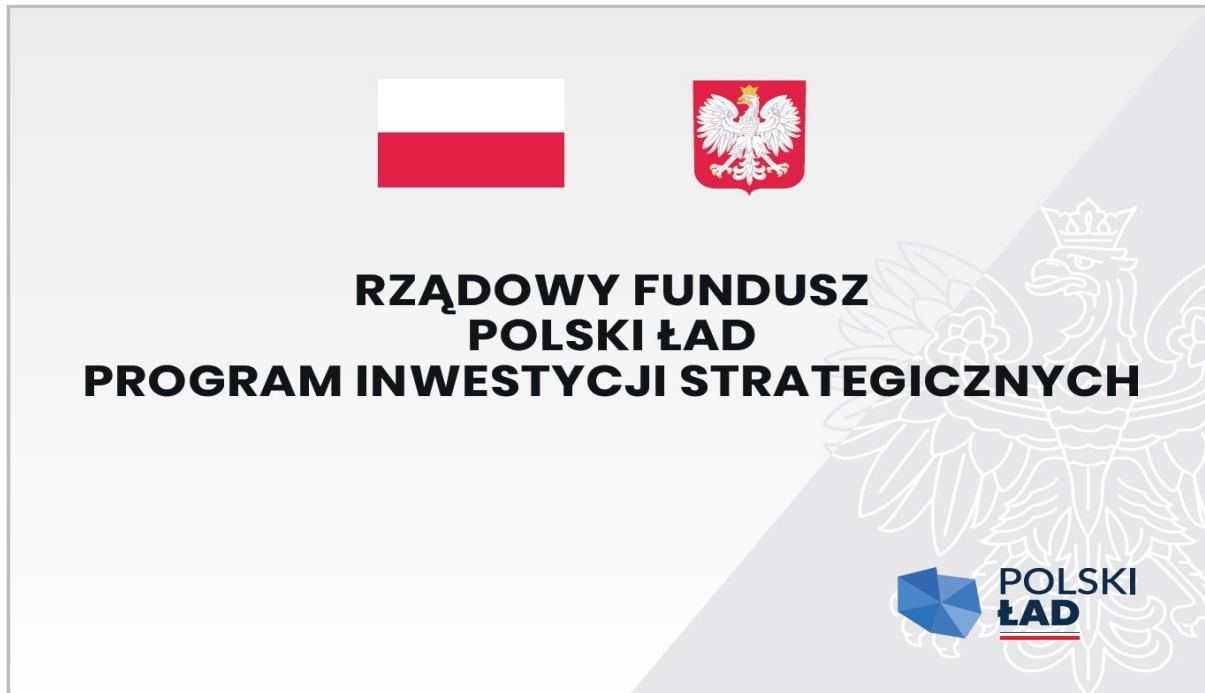 RZĄDOWY FUNDUSZ
POLSKI ŁAD
PROGRAM INWESTYCJI STRATEGICZNYCH
POLSKI
ŁAD